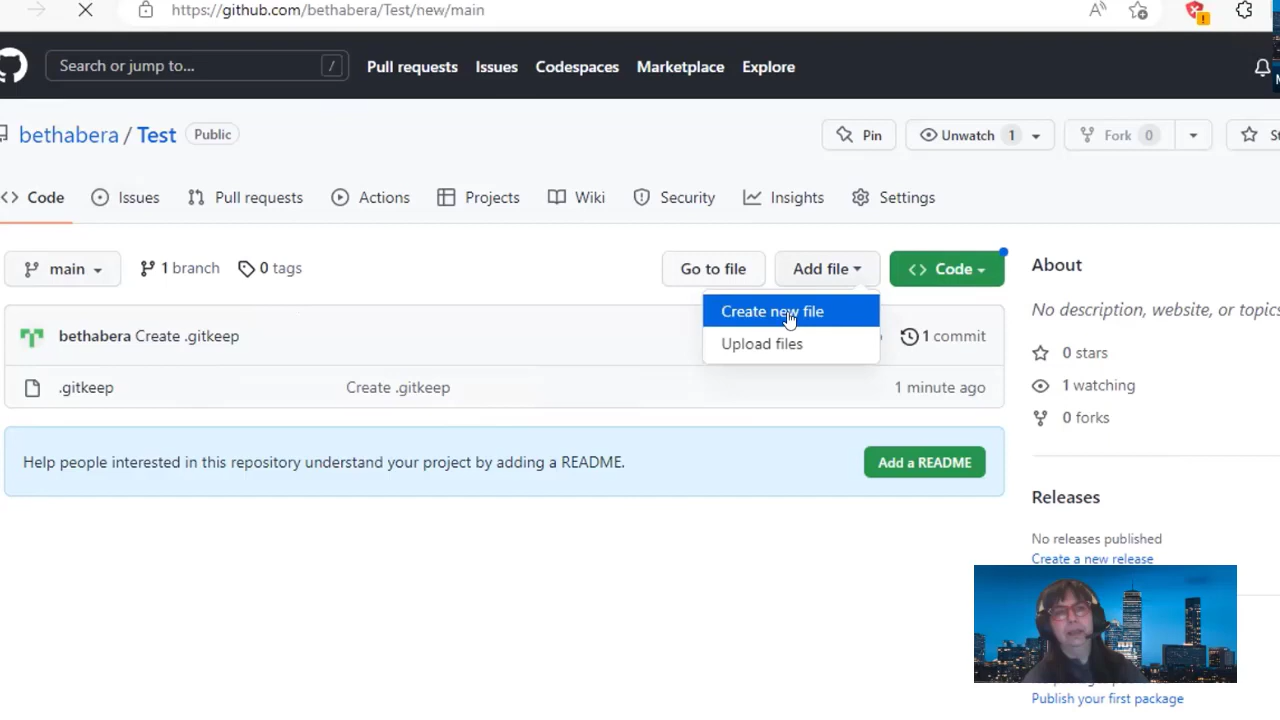 https://github.com/bethabera/Test/new/main
Search or jump to... /
Pull requests Issues Codespaces Marketplace Explore
bethabera / Test Public
Pin Unwatch 1 Fork 0
Code Issues Pull requests Actions Projects Wiki Security Insights Settings
main 1 branch 0 tags Go to file Add file Code
Create new file
Upload files
bethabera Create .gitkeep 1 commit
.gitkeep Create .gitkeep 1 minute ago
Help people interested in this repository understand your project by adding a README. Add a README
About
No description, website, or topics
0 stars
1 watching
0 forks
Releases
No releases published
Create a new release
Publish your first package